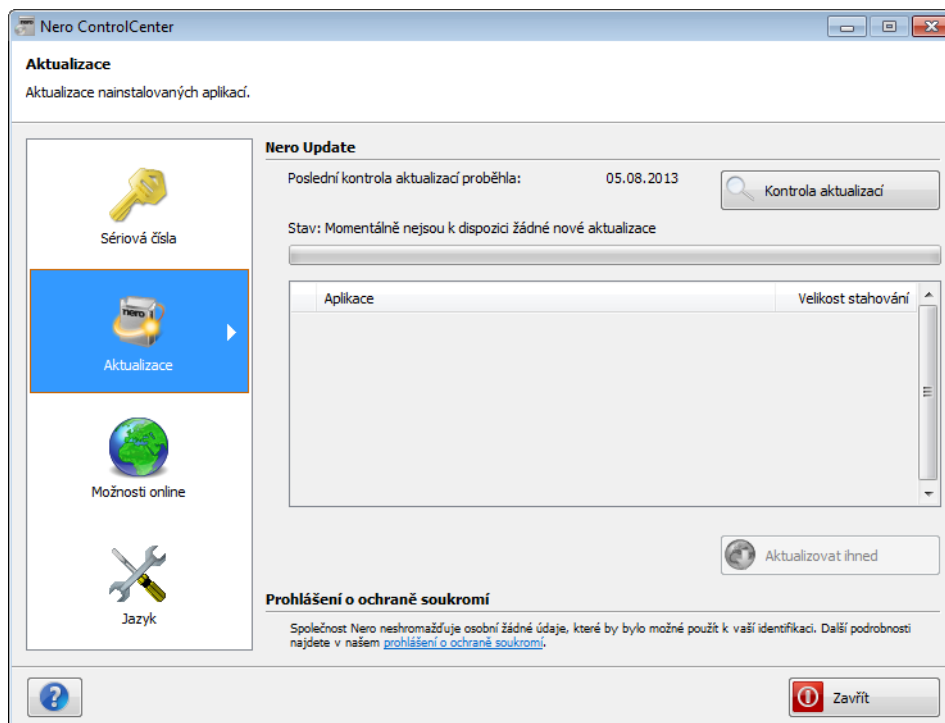 Nero ControlCenter
Aktualizace
Aktualizace nainstalovaných aplikací.
Sériová čísla
nero
Aktualizace
Možnosti online
Jazyk
Nero Update
Poslední kontrola aktualizací proběhla: 05.08.2013
Kontrola aktualizací
Stav: Momentálně nejsou k dispozici žádné nové aktualizace
Aplikace Velikost stahování
Aktualizovat ihned
Prohlášení o ochraně soukromí
Společnost Nero neshromažďuje osobní žádné údaje, které by bylo možné použít k vaší identifikaci. Další podrobnosti
najdete v našem prohlášení o ochraně soukromí.
?
Zavřít